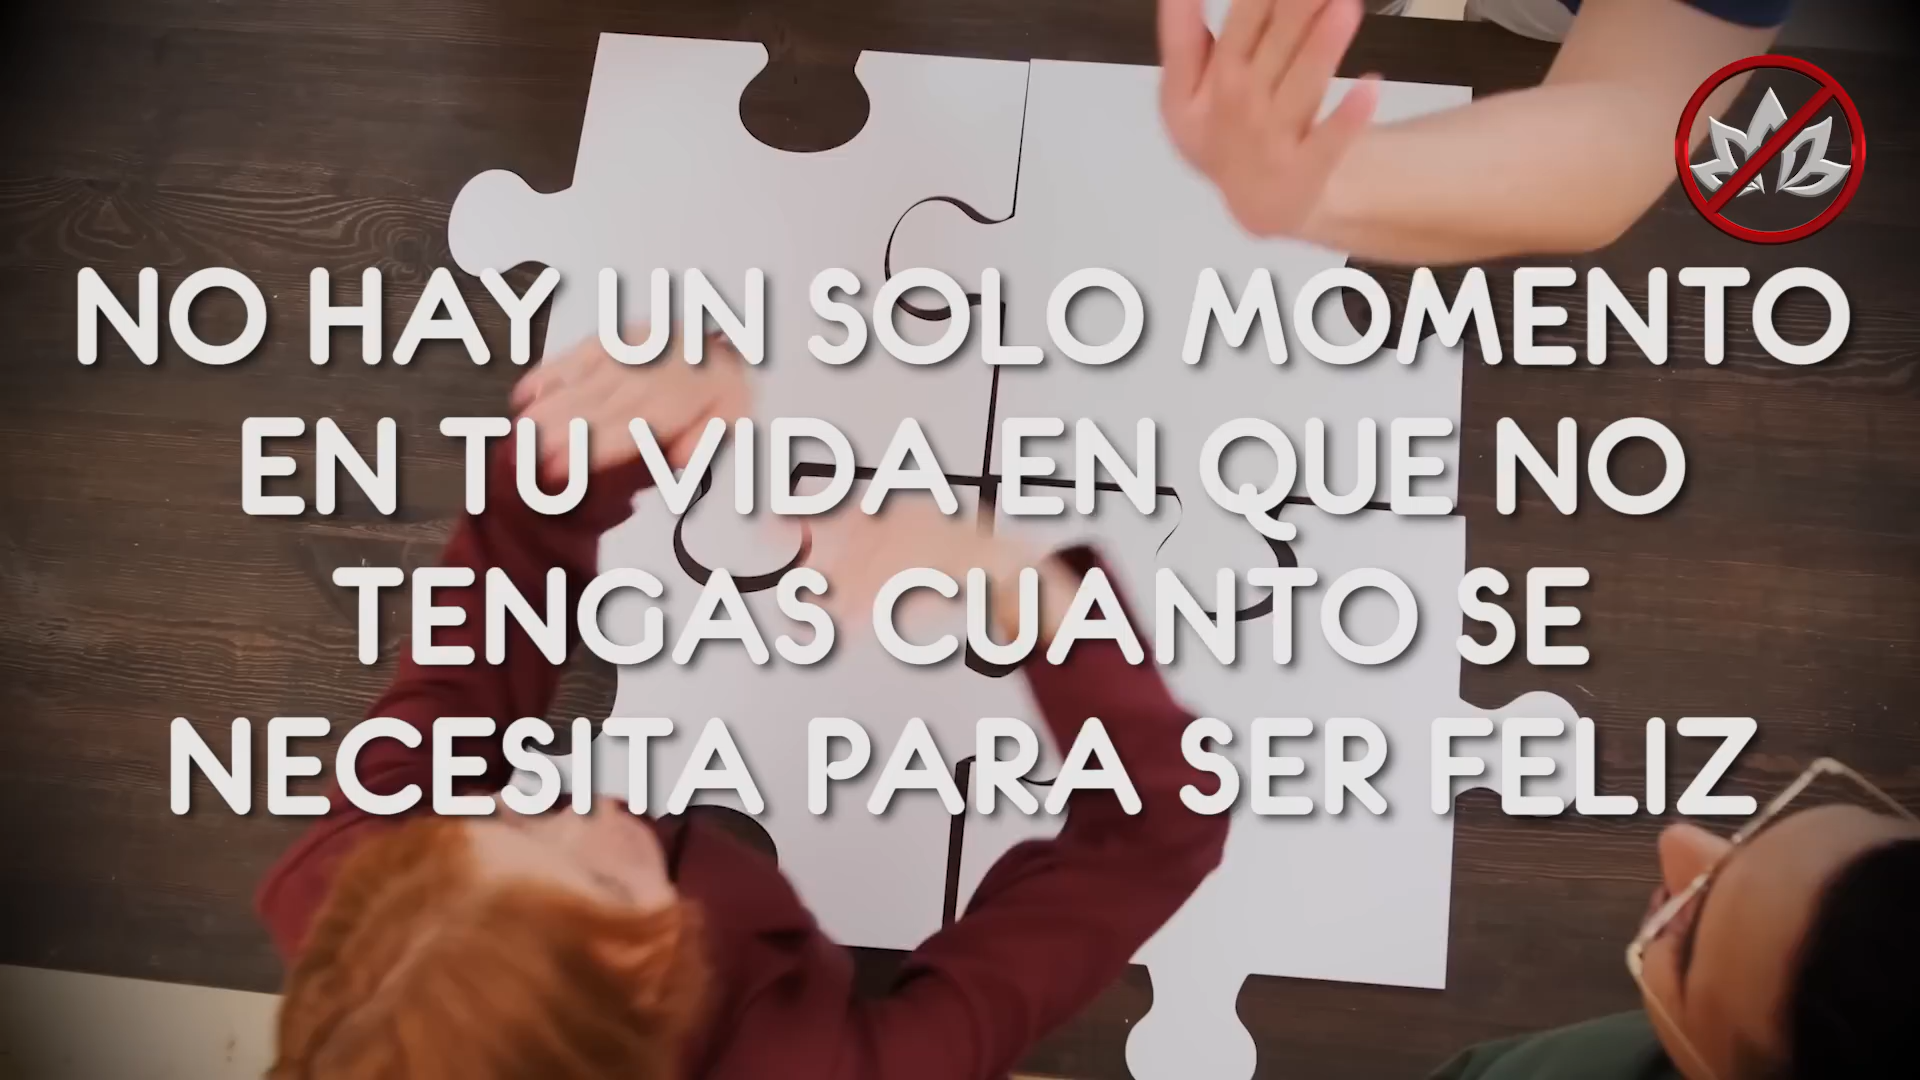 NO HAY UN SOLO MOMENTO
EN TU VIDA EN QUE NO
TENGAS CUANTO SE
NECESITA PARA SER FELIZ